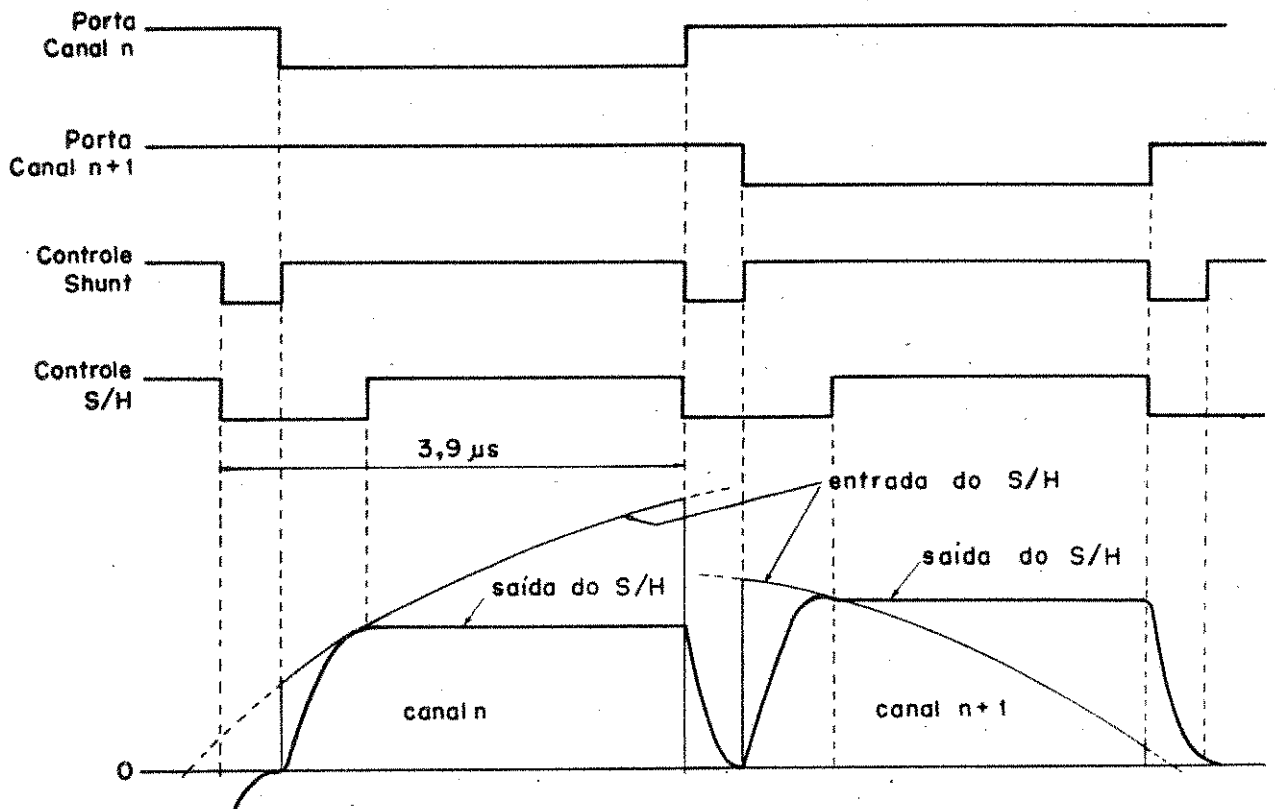 Porta
Canal n
Porta
Canal n+1
Controle
Shunt
Controle
S/H
3,9 µs
entrada do S/H
saída do S/H
saída do S/H
canal n
canal n+1
0